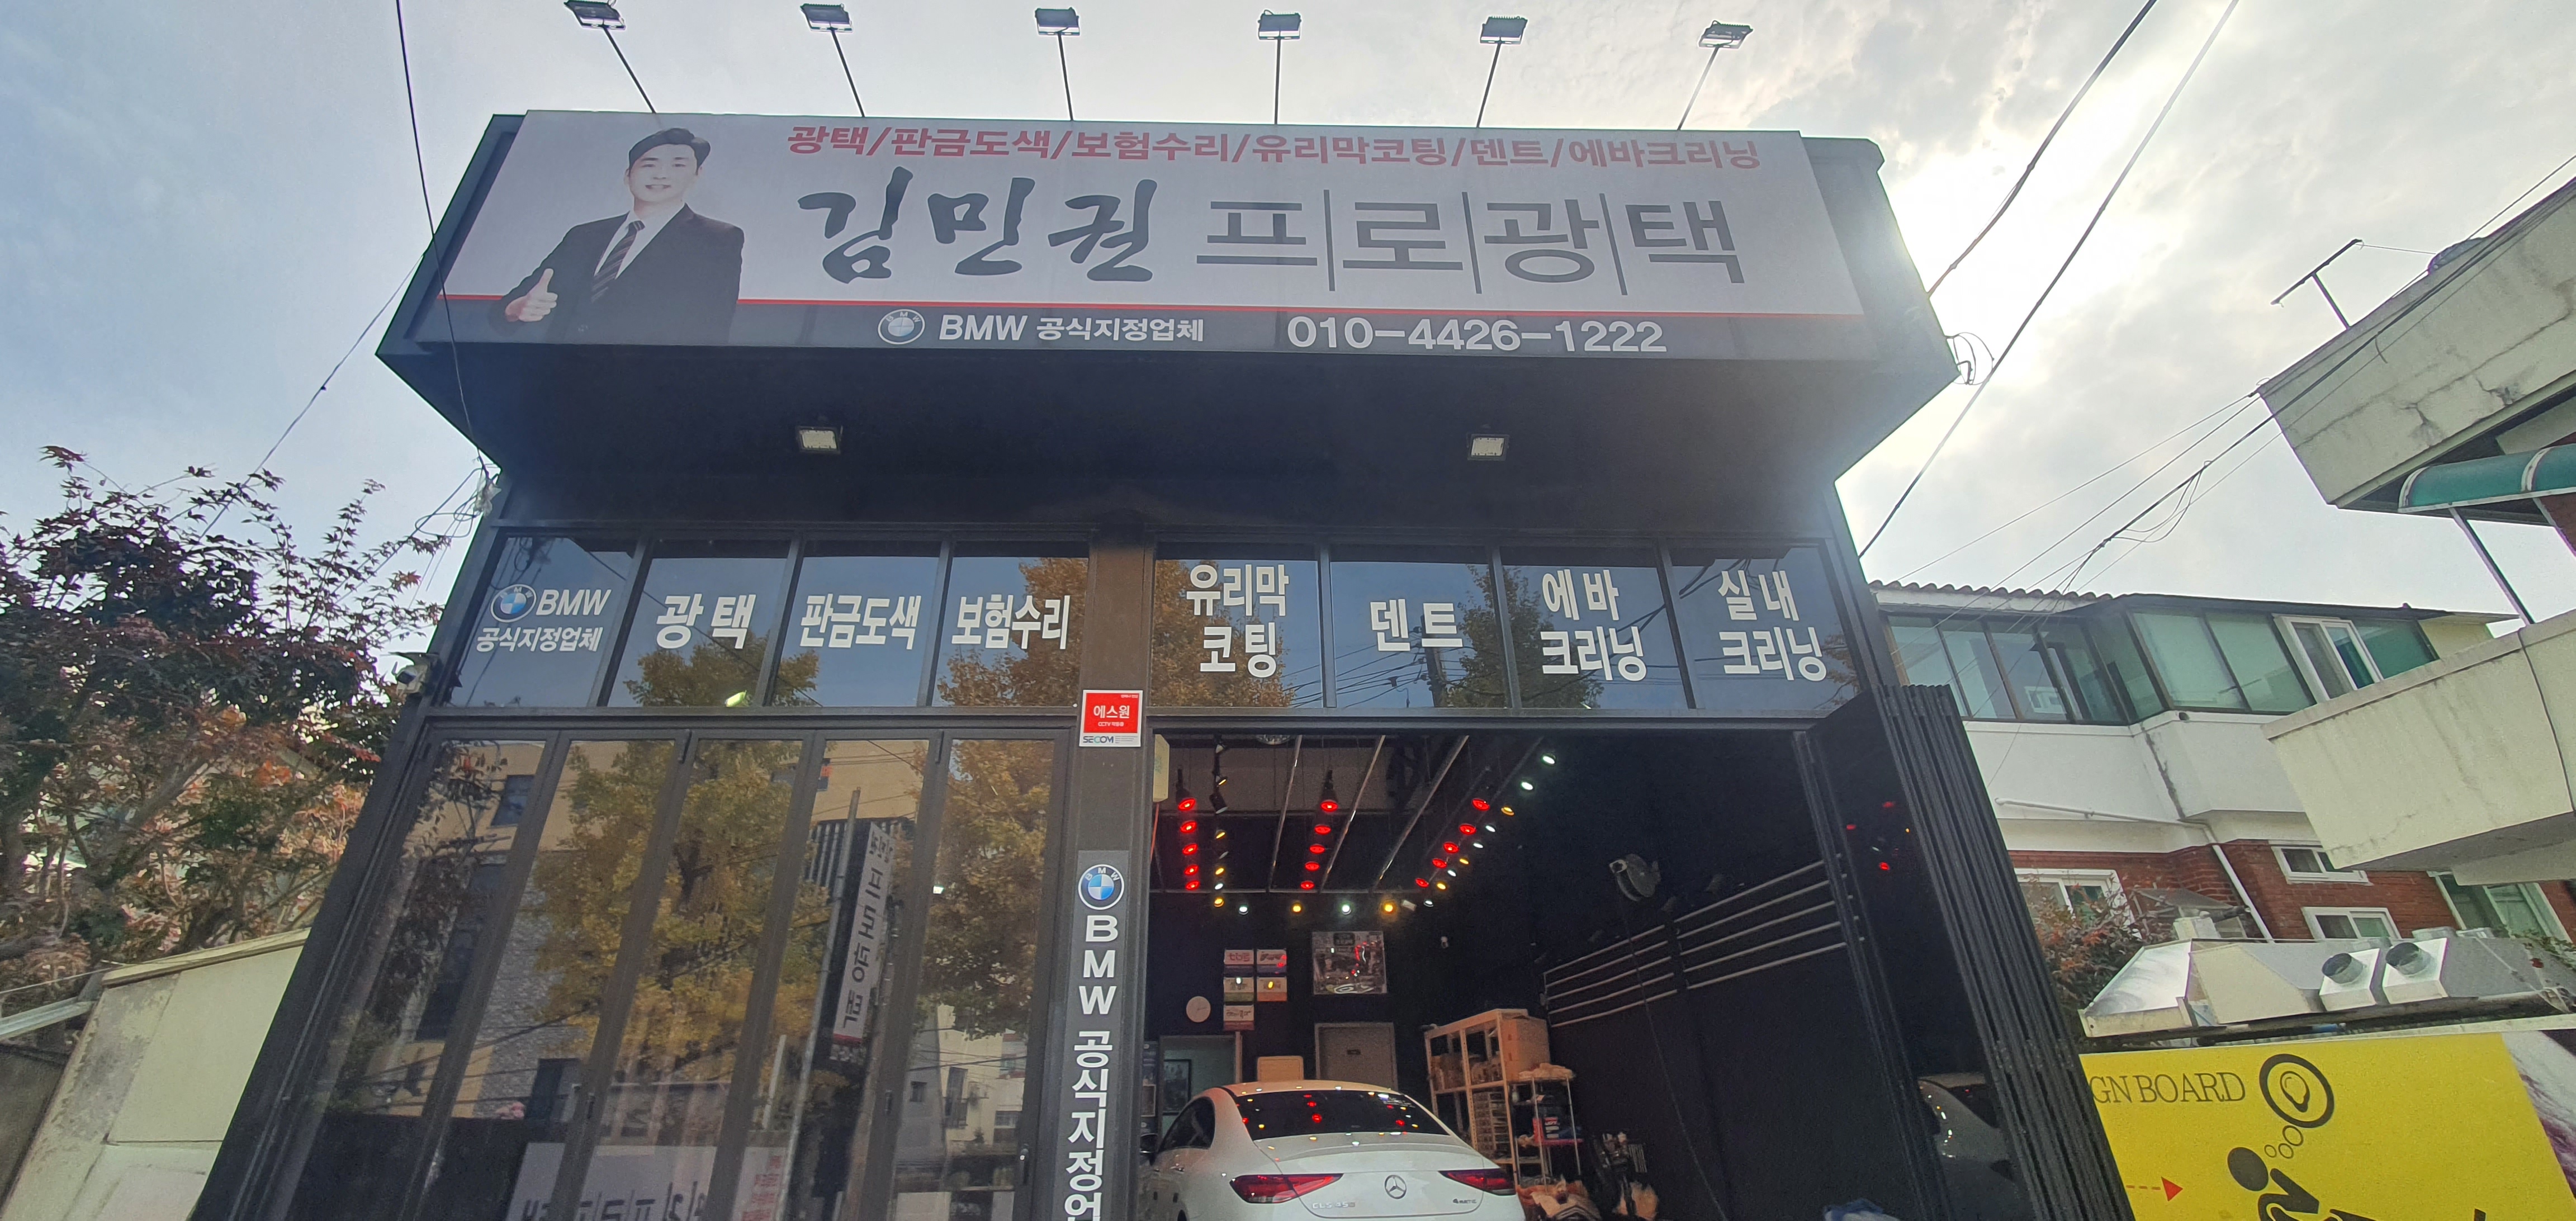 광택/판금도색/보험수리/유리막코팅/덴트/에바크리닝
김민권 프로광택
BMW 공식지정업체 010-4426-1222
BMW
공식지정업체
광택
판금도색
보험수리
유리막
코팅
덴트
에바
크리닝
실내
크리닝
에스원
SECOM
BMW 공식지정업
GN BOARD